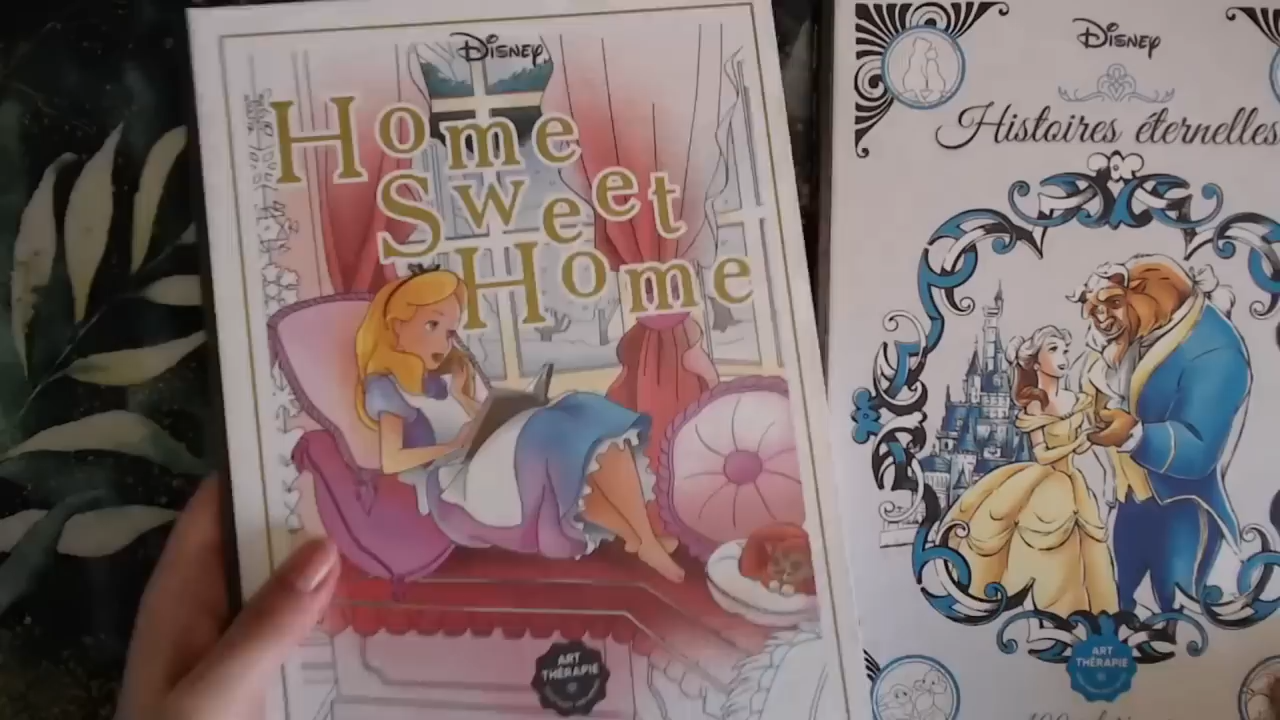 Disney
Home
Sweet
Home
ART
THÉRAPIE
Disney
Histoires éternelles
ART
THÉRAPIE